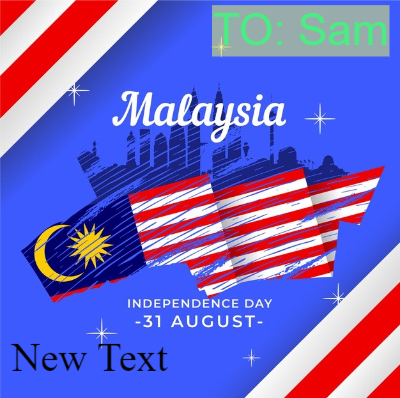 TO: Sam
Malaysia
INDEPENDENCE DAY
-31 AUGUST-
New Text